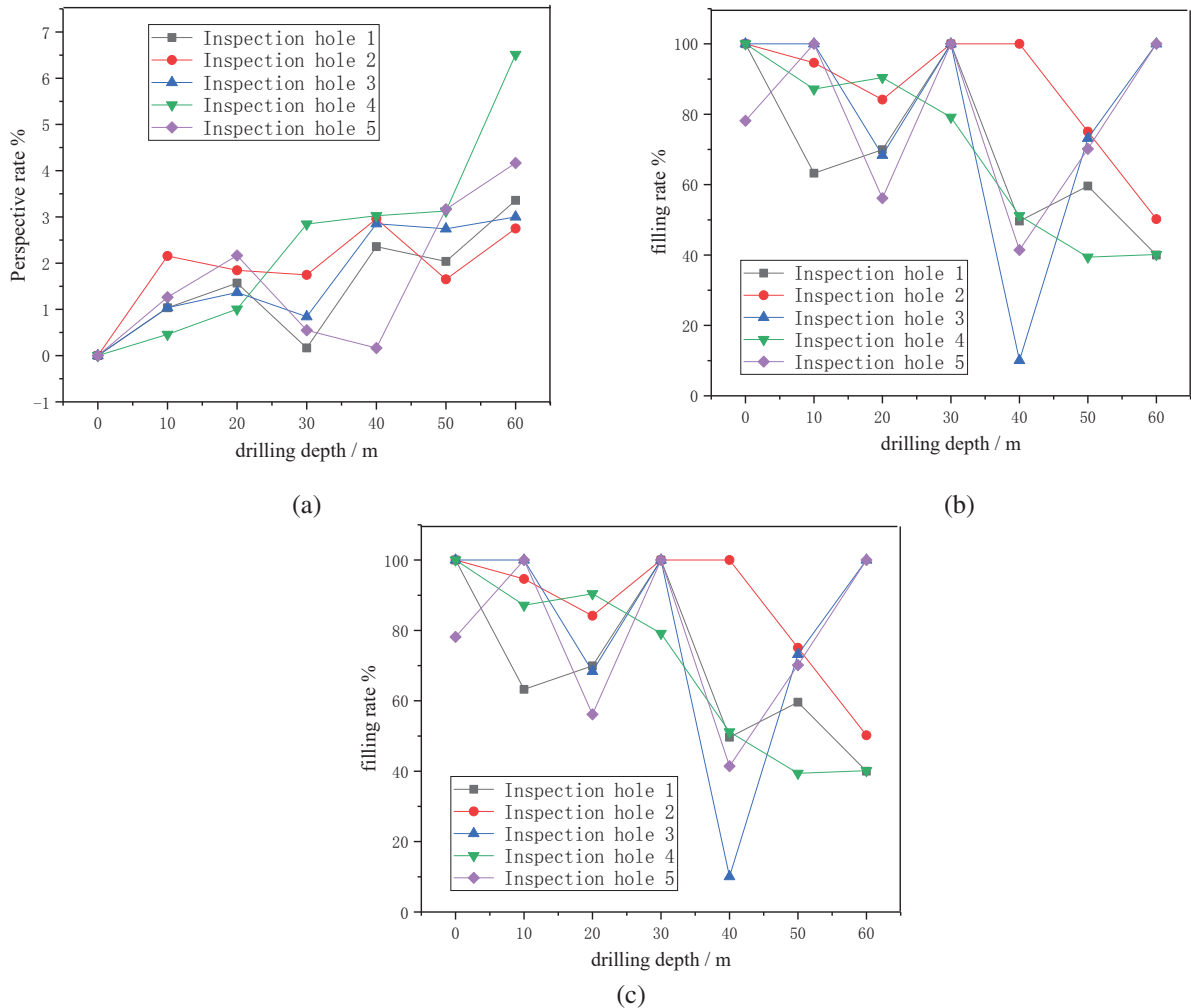 7
6
5
4
3
2
1
0
−1
Perspective rate %
Inspection hole 1
Inspection hole 2
Inspection hole 3
Inspection hole 4
Inspection hole 5
0 10 20 30 40 50 60
drilling depth / m
(a)
100
80
60
40
20
0
filling rate %
Inspection hole 1
Inspection hole 2
Inspection hole 3
Inspection hole 4
Inspection hole 5
0 10 20 30 40 50 60
drilling depth / m
(b)
100
80
60
40
20
0
filling rate %
Inspection hole 1
Inspection hole 2
Inspection hole 3
Inspection hole 4
Inspection hole 5
0 10 20 30 40 50 60
drilling depth / m
(c)